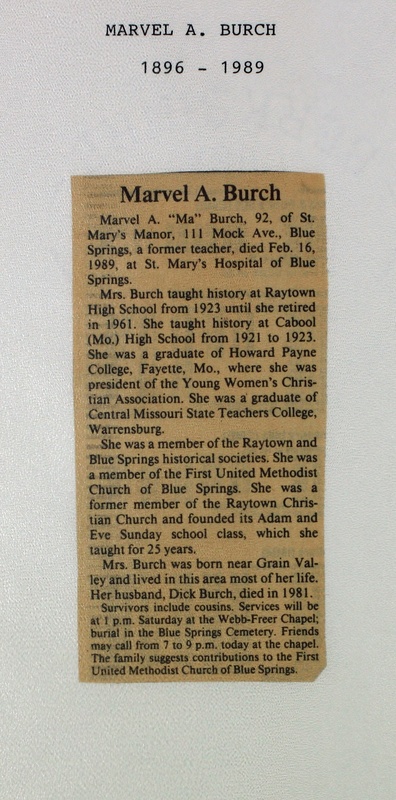 MARVEL A. BURCH
1896 - 1989
Marvel A. Burch
Marvel A. "Ma" Burch, 92, of St.
Mary's Manor, 111 Mock Ave., Blue
Springs, a former teacher, died Feb. 16,
1989, at St. Mary's Hospital of Blue
Springs.
Mrs. Burch taught history at Raytown
High School from 1923 until she retired
in 1961. She taught history at Cabool
(Mo.) High School from 1921 to 1923.
She was a graduate of Howard Payne
College, Fayette, Mo., where she was
president of the Young Women's Chris-
tian Association. She was a graduate of
Central Missouri State Teachers College,
Warrensburg.
She was a member of the Raytown and
Blue Springs historical societies. She was
a member of the First United Methodist
Church of Blue Springs. She was a
former member of the Raytown Chris-
tian Church and founded its Adam and
Eve Sunday school class, which she
taught for 25 years.
Mrs. Burch was born near Grain Val-
ley and lived in this area most of her life.
Her husband, Dick Burch, died in 1981.
Survivors include cousins. Services will be
at 1 p.m. Saturday at the Webb-Freer Chapel;
burial in the Blue Springs Cemetery. Friends
may call from 7 to 9 p.m. today at the chapel.
The family suggests contributions to the First
United Methodist Church of Blue Springs.